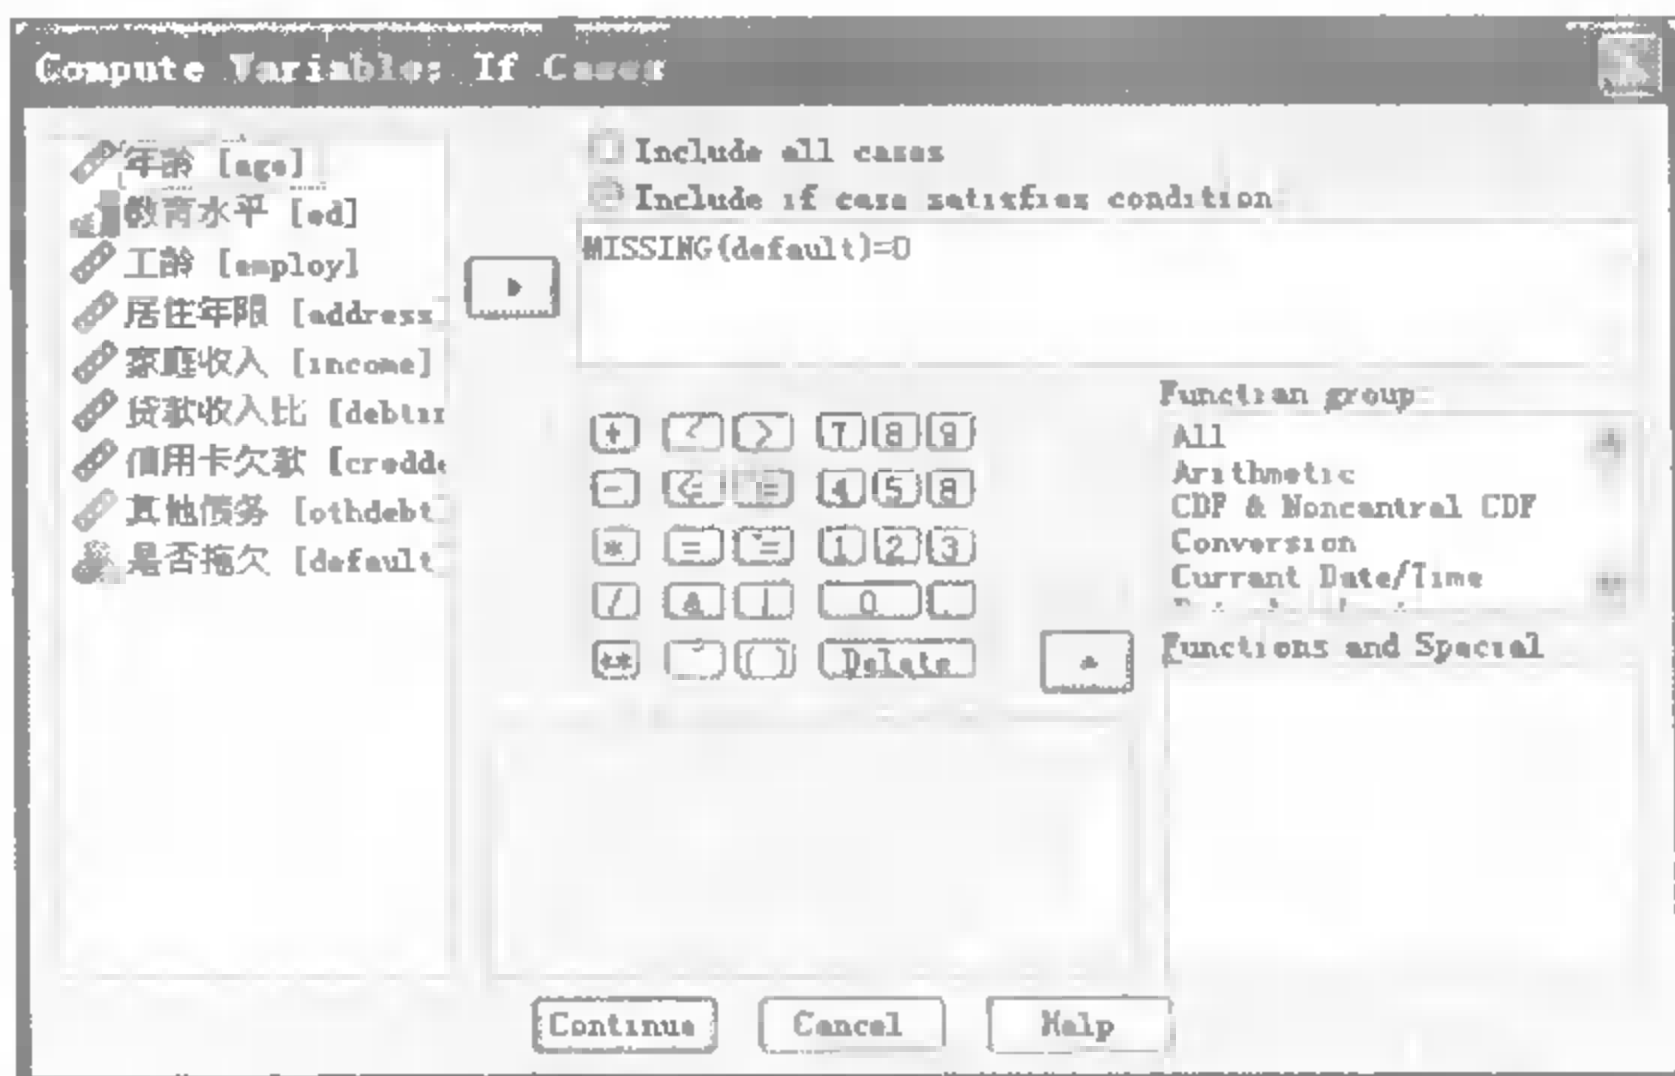 Compute Variable: If Cases
年龄 [age]
教育水平 [ed]
工龄 [employ]
居住年限 [address
家庭收入 [income]
贷款收入比 [debtin
信用卡欠款 [credde
其他债务 [othdebt
是否拖欠 [default
Include all cases
Include if case satisfies condition:
MISSING(default)=0
+ < > 7 8 9
- <= >= 4 5 6
* = ~= 1 2 3
/ & | 0 .
** ~ () Delete
Function group:
All
Arithmetic
CDF & Noncentral CDF
Conversion
Current Date/Time
Functions and Special
Continue Cancel Help